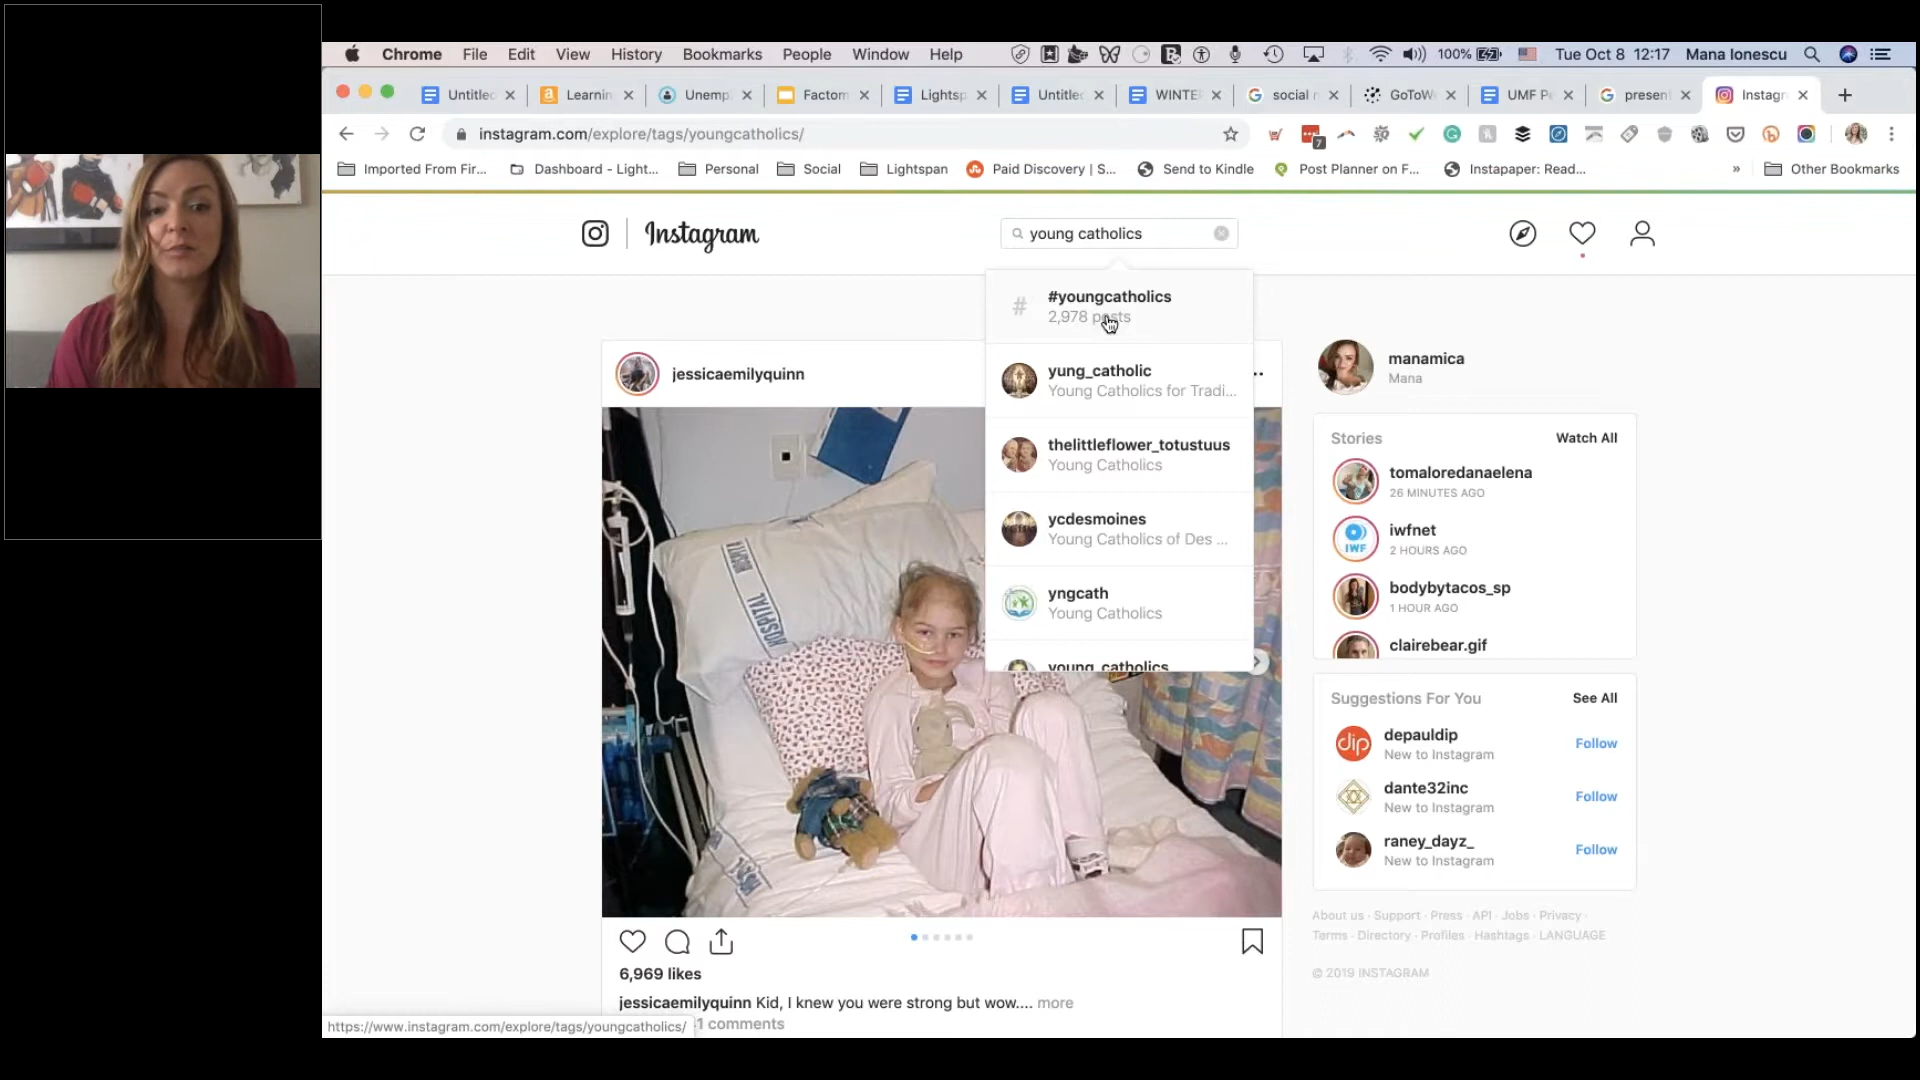 Chrome File Edit View History Bookmarks People Window Help 100% Tue Oct 8 12:17 Mana Ionescu
Untitled Learnin Unemp Factom Lightsp Untitled WINTE social GoToW UMF P presen Instagr
7
instagram.com/explore/tags/youngcatholics/
Imported From Fir... Dashboard - Light... Personal Social Lightspan Paid Discovery | S... Send to Kindle Post Planner on F... Instapaper: Read... » Other Bookmarks
Instagram
young catholics
#
#youngcatholics
2,978 posts
yung_catholic
Young Catholics for Tradi...
thelittleflower_totustuus
Young Catholics
ycdesmoines
Young Catholics of Des ...
yngcath
Young Catholics
young_catholics
jessicaemilyquinn
HOSPITAL
6,969 likes
jessicaemilyquinn Kid, I knew you were strong but wow.... more
1 comments
manamica
Mana
Stories Watch All
tomaloredanaelena
26 MINUTES AGO
IWF
iwfnet
2 HOURS AGO
bodybytacos_sp
1 HOUR AGO
clairebear.gif
Suggestions For You See All
dip
depauldip
New to Instagram
Follow
dante32inc
New to Instagram
Follow
raney_dayz_
New to Instagram
Follow
About us · Support · Press · API · Jobs · Privacy ·
Terms · Directory · Profiles · Hashtags · LANGUAGE
© 2019 INSTAGRAM
https://www.instagram.com/explore/tags/youngcatholics/